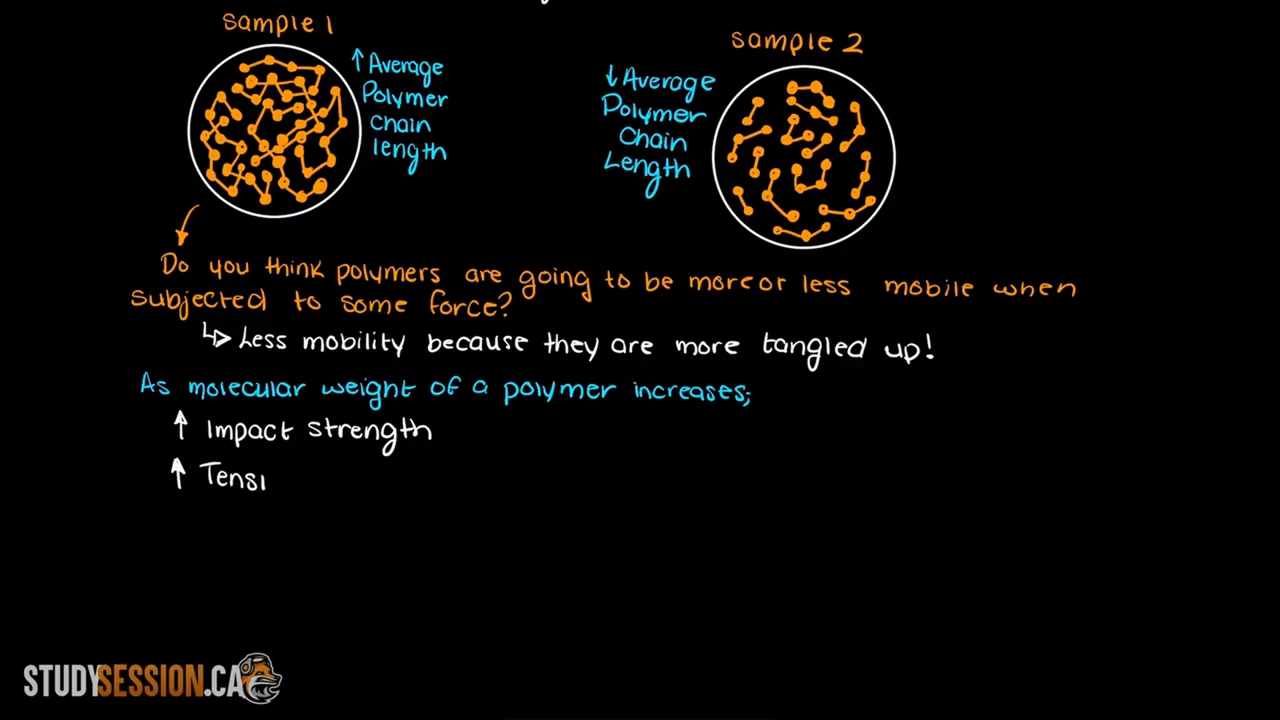 Sample 1
↑ Average
Polymer
Chain
length
Sample 2
↓ Average
Polymer
Chain
Length
Do you think polymers are going to be more or less mobile when
subjected to some force?
↳ Less mobility because they are more tangled up!
As molecular weight of a polymer increases;
↑ Impact strength
↑ Tensi
STUDYSESSION.CA